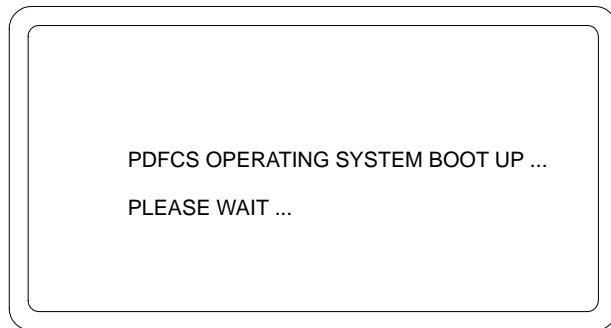 PDFCS OPERATING SYSTEM BOOT UP ...
PLEASE WAIT ...